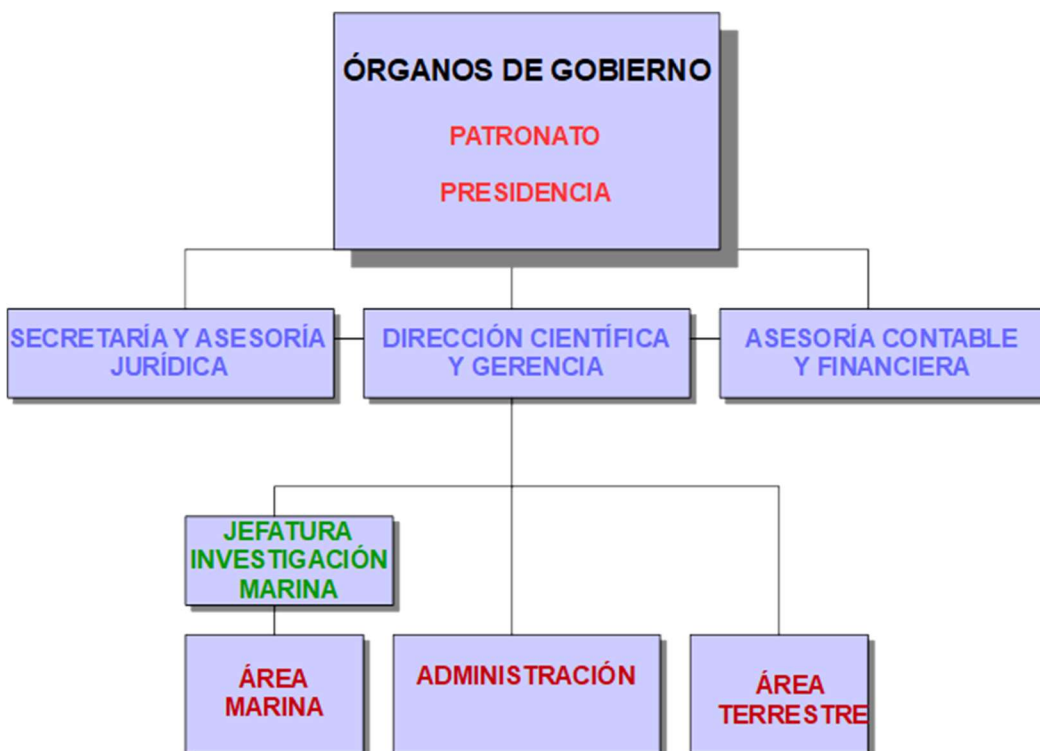 ÓRGANOS DE GOBIERNO
PATRONATO
PRESIDENCIA
SECRETARÍA Y ASESORÍA
JURÍDICA
DIRECCIÓN CIENTÍFICA
Y GERENCIA
ASESORÍA CONTABLE
Y FINANCIERA
JEFATURA
INVESTIGACIÓN
MARINA
ÁREA
MARINA
ADMINISTRACIÓN
ÁREA
TERRESTRE